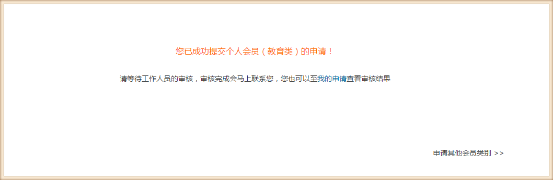 您已成功提交个人会员（教育类）的申请！
请等待工作人员的审核，审核完成会马上联系您，您也可以至我的申请查看审核结果
申请其他会员类别 >>